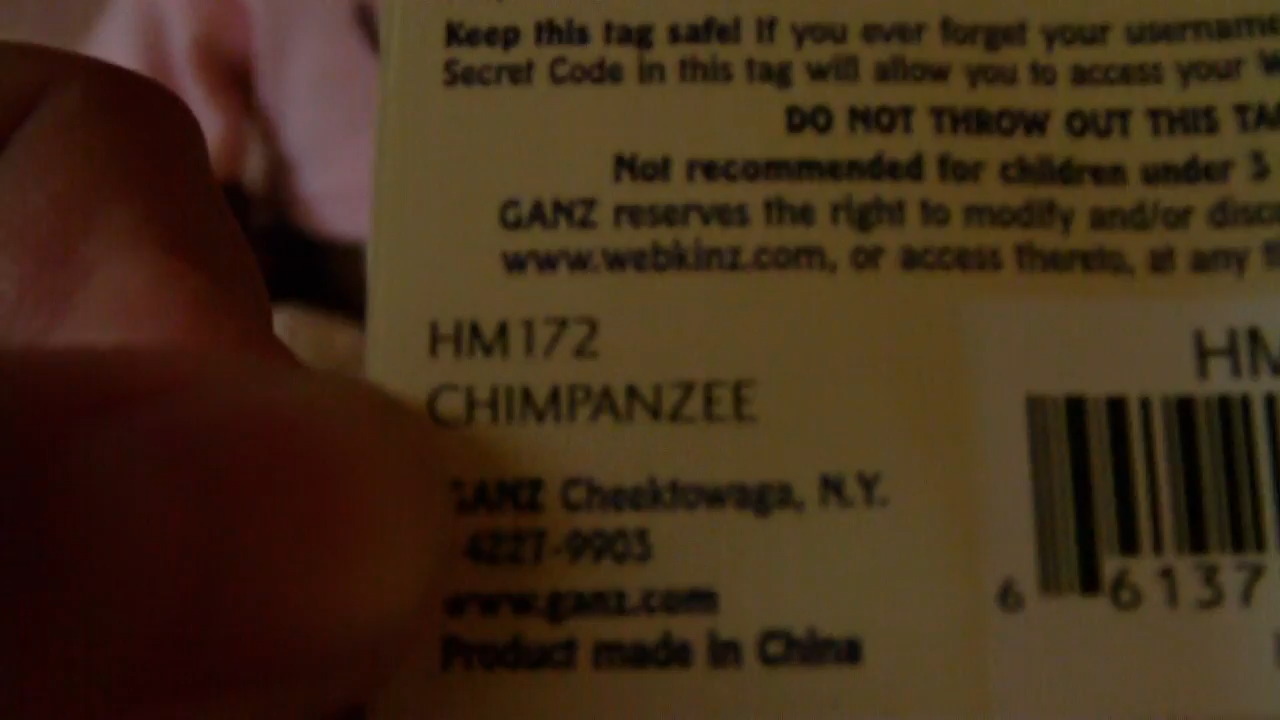 Keep this tag safe! If you ever forget your username
Secret Code in this tag will allow you to access your W
DO NOT THROW OUT THIS TAG
Not recommended for children under 3
GANZ reserves the right to modify and/or disco
www.webkinz.com, or access thereto, at any ti
HM172
CHIMPANZEE
HM
GANZ Cheektowaga, N.Y.
4227-9903
www.ganz.com
6 6137
Product made in China